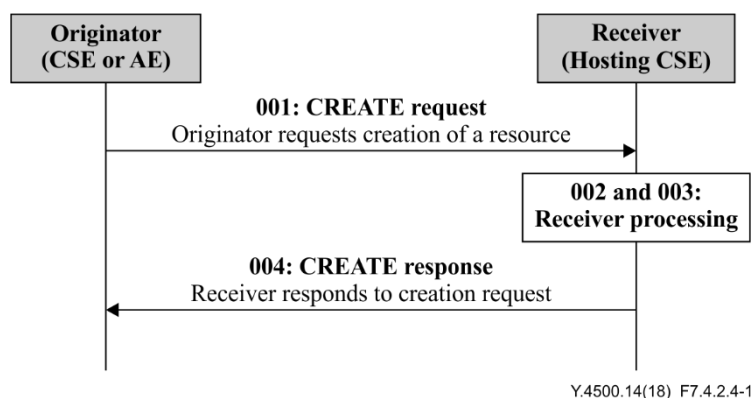 Originator
(CSE or AE)
Receiver
(Hosting CSE)
001: CREATE request
Originator requests creation of a resource
002 and 003:
Receiver processing
004: CREATE response
Receiver responds to creation request
Y.4500.14(18)_F7.4.2.4-1